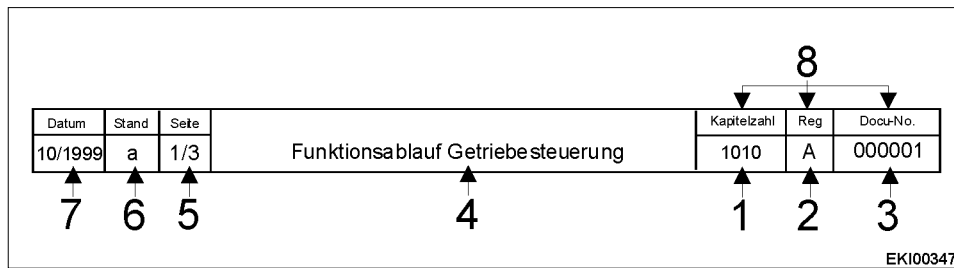 8
Datum Stand Seite Kapitelzahl Reg Docu-No.
10/1999 a 1/3 Funktionsablauf Getriebesteuerung 1010 A 000001
7 6 5 4 1 2 3
EKI00347